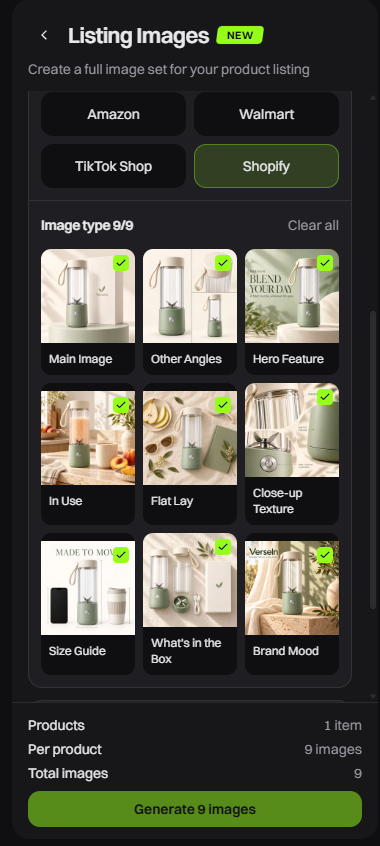 Listing Images NEW
Create a full image set for your product listing
Amazon
Walmart
TikTok Shop
Shopify
Image type 9/9
Clear all
BLEND
YOUR DAY
Main Image
Other Angles
Hero Feature
In Use
Flat Lay
Close-up
Texture
MADE TO MOV
Verseln
Size Guide
What's in the
Box
Brand Mood
Products
1 item
Per product
9 images
Total images
9
Generate 9 images